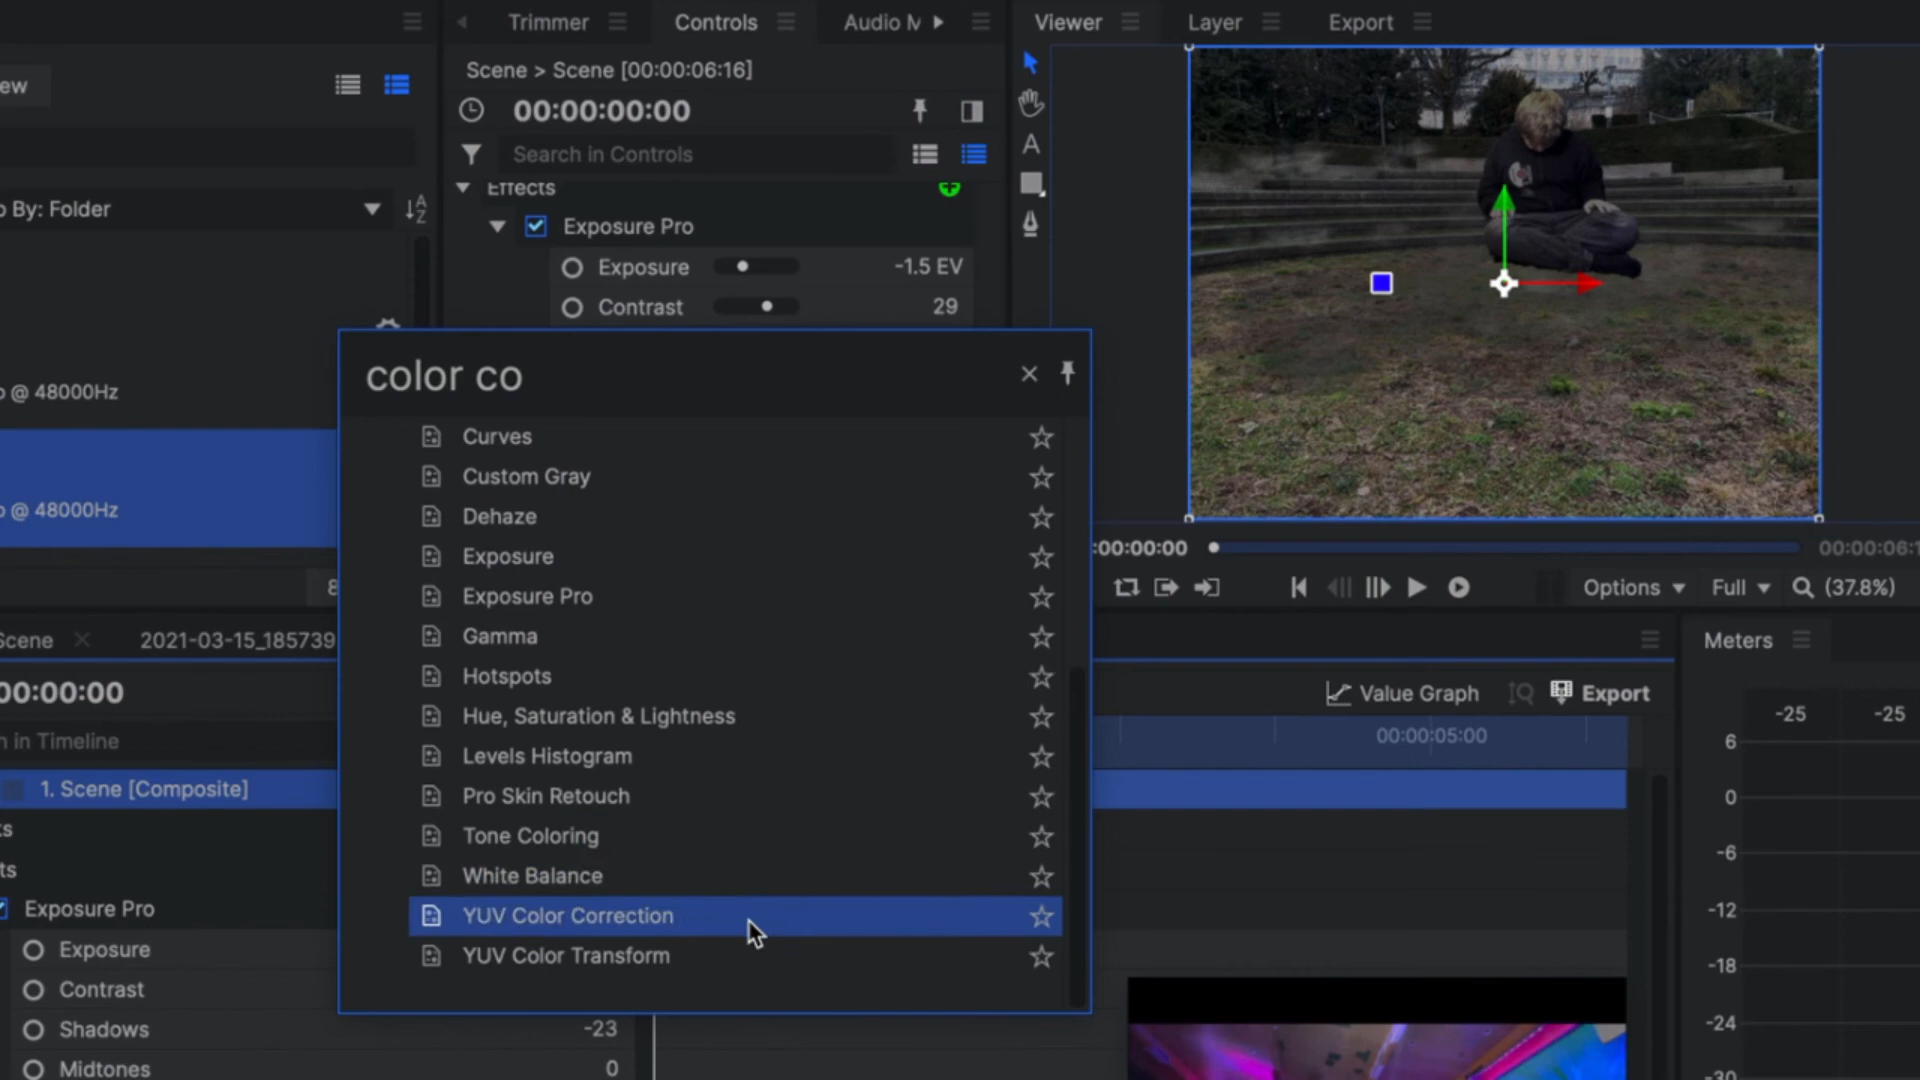 Trimmer
Controls
Audio M
Viewer
Layer
Export
ew
Scene > Scene [00:00:06:16]
00:00:00:00
Search in Controls
Effects
Exposure Pro
Exposure
-1.5 EV
Contrast
29
A
o By: Folder
A
Z
o @ 48000Hz
o @ 48000Hz
8
color co
Curves
Custom Gray
Dehaze
Exposure
Exposure Pro
Gamma
Hotspots
Hue, Saturation & Lightness
Levels Histogram
Pro Skin Retouch
Tone Coloring
White Balance
YUV Color Correction
YUV Color Transform
:00:00:00
00:00:06:1
Options
Full
(37.8%)
Scene
2021-03-15_185739
00:00:00
n in Timeline
1. Scene [Composite]
ks
ts
Exposure Pro
Exposure
Contrast
Shadows
-23
Midtones
0
Value Graph
Export
00:00:05:00
Meters
-25
-25
6
0
-6
-12
-18
-24
-30